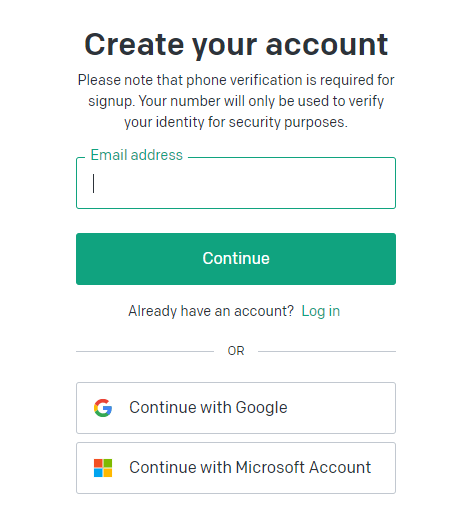 Create your account
Please note that phone verification is required for
signup. Your number will only be used to verify
your identity for security purposes.
Email address
Continue
Already have an account? Log in
OR
Continue with Google
Continue with Microsoft Account